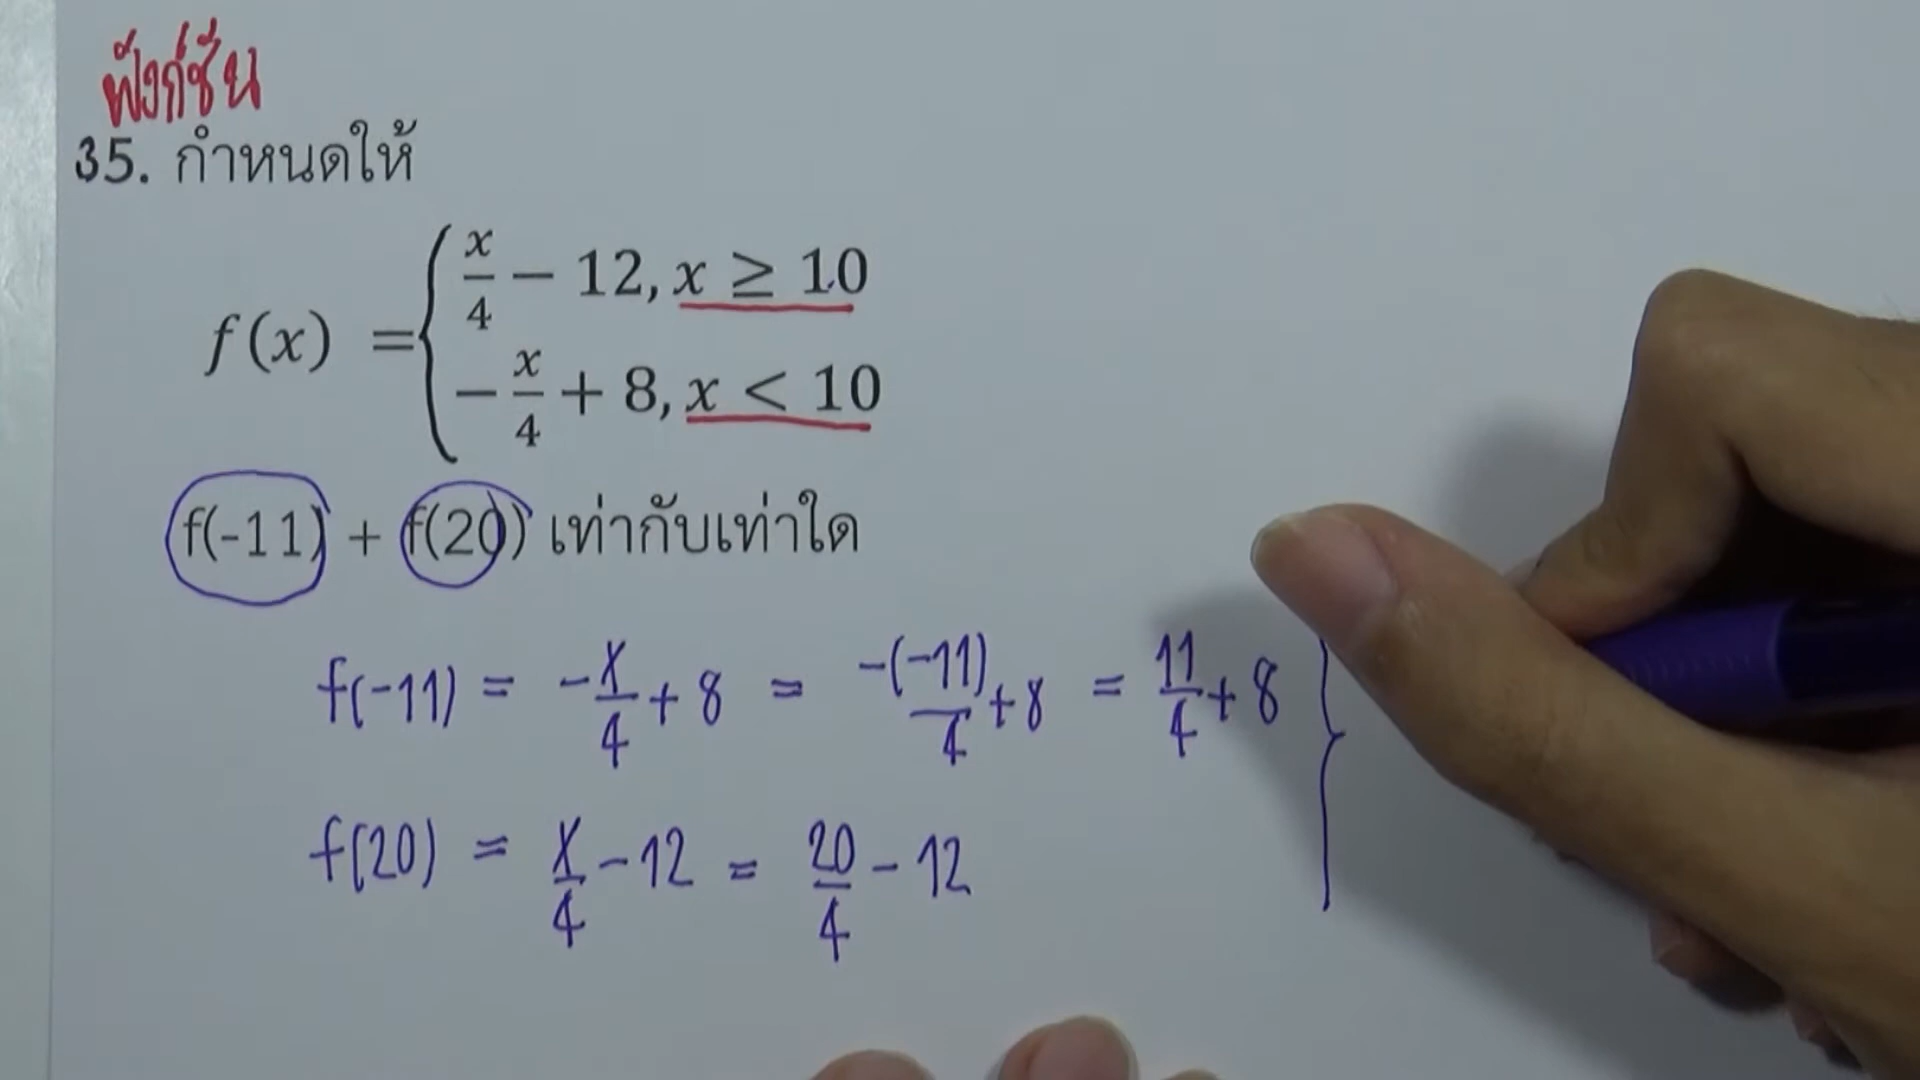 ฟังก์ชัน
35. กำหนดให้
f(x) = { x/4 − 12, x ≥ 10
−x/4 + 8, x < 10
f(-11) + f(20) เท่ากับเท่าใด
f(-11) = -x/4 + 8 = -(-11)/4 + 8 = 11/4 + 8 }
f(20) = x/4 - 12 = 20/4 - 12